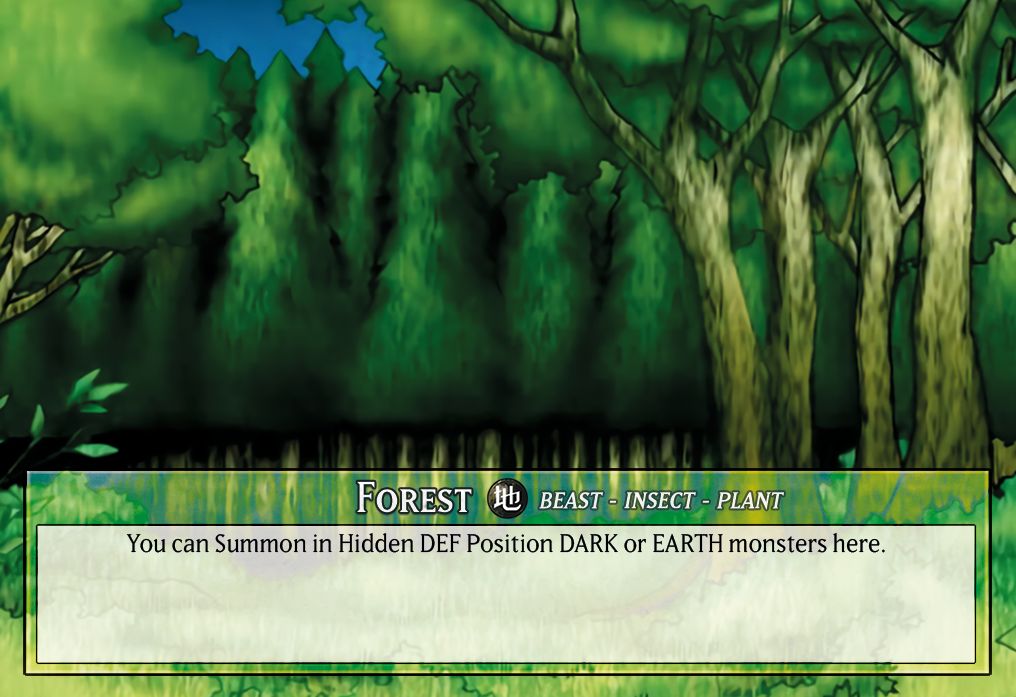 Forest 地 BEAST - INSECT - PLANT
You can Summon in Hidden DEF Position DARK or EARTH monsters here.